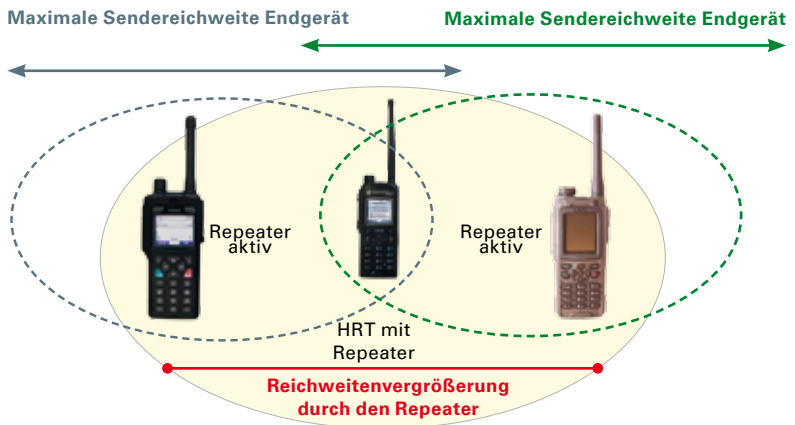 Maximale Sendereichweite Endgerät
Maximale Sendereichweite Endgerät
Repeater
aktiv
Repeater
aktiv
HRT mit
Repeater
Reichweitenvergrößerung
durch den Repeater